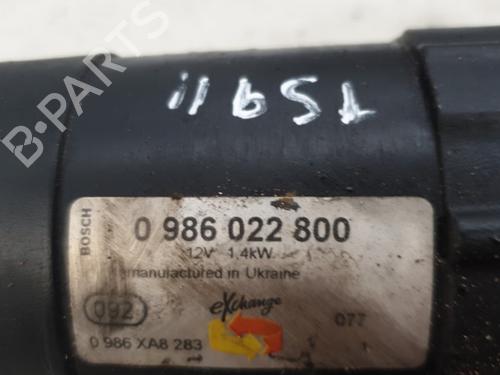 B-PARTS
BOSCH
0 986 022 800
12V 1.4kW
manufactured in Ukraine
092
eXchange
077
0 986 XA8 283
1